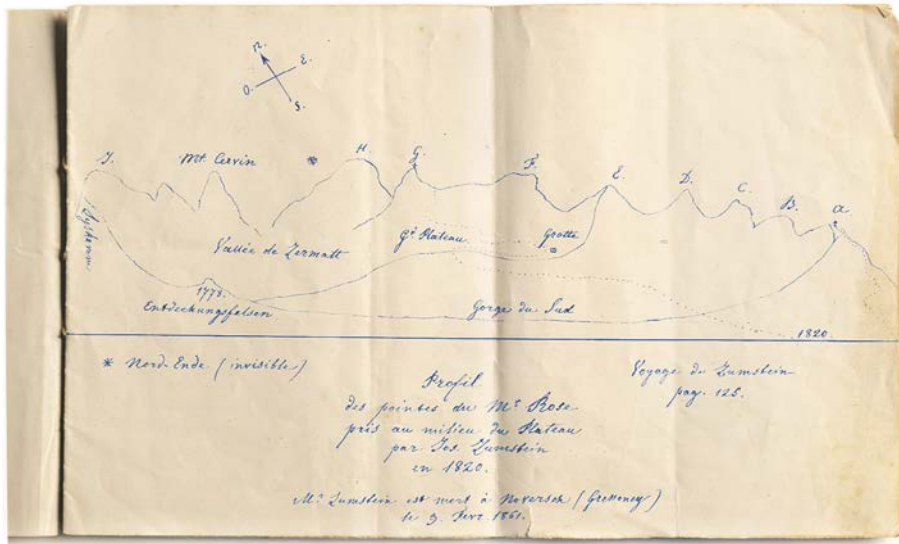 N.
E.
O.
S.
J. Mt. Cervin * H. G. F. E. D. C. B. a.
Lyskamm
Vallée de Zermatt
Gd. Plateau
Grotte
1778.
Entdeckungsfelsen
Gorge du Sud
1820.
* Nord-Ende (invisible)
Voyage de Zumstein
pag. 125.
Profil
des pointes du Mt. Rose
pris au milieu du Plateau
par Jos. Zumstein
en 1820.
Mr. Zumstein est mort à Noversch (Gressoney)
le 3. Fevr. 1861.